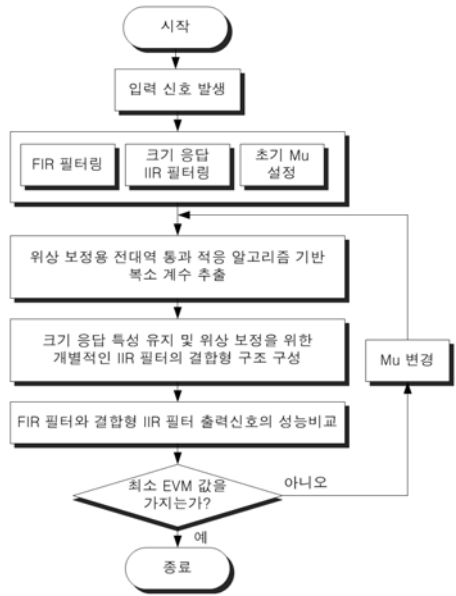 시작
입력 신호 발생
FIR 필터링
크기 응답
IIR 필터링
초기 Mu
설정
위상 보정용 전대역 통과 적응 알고리즘 기반
복소 계수 추출
크기 응답 특성 유지 및 위상 보정을 위한
개별적인 IIR 필터의 결합형 구조 구성
Mu 변경
FIR 필터와 결합형 IIR 필터 출력신호의 성능비교
최소 EVM 값을
가지는가?
아니오
예
종료